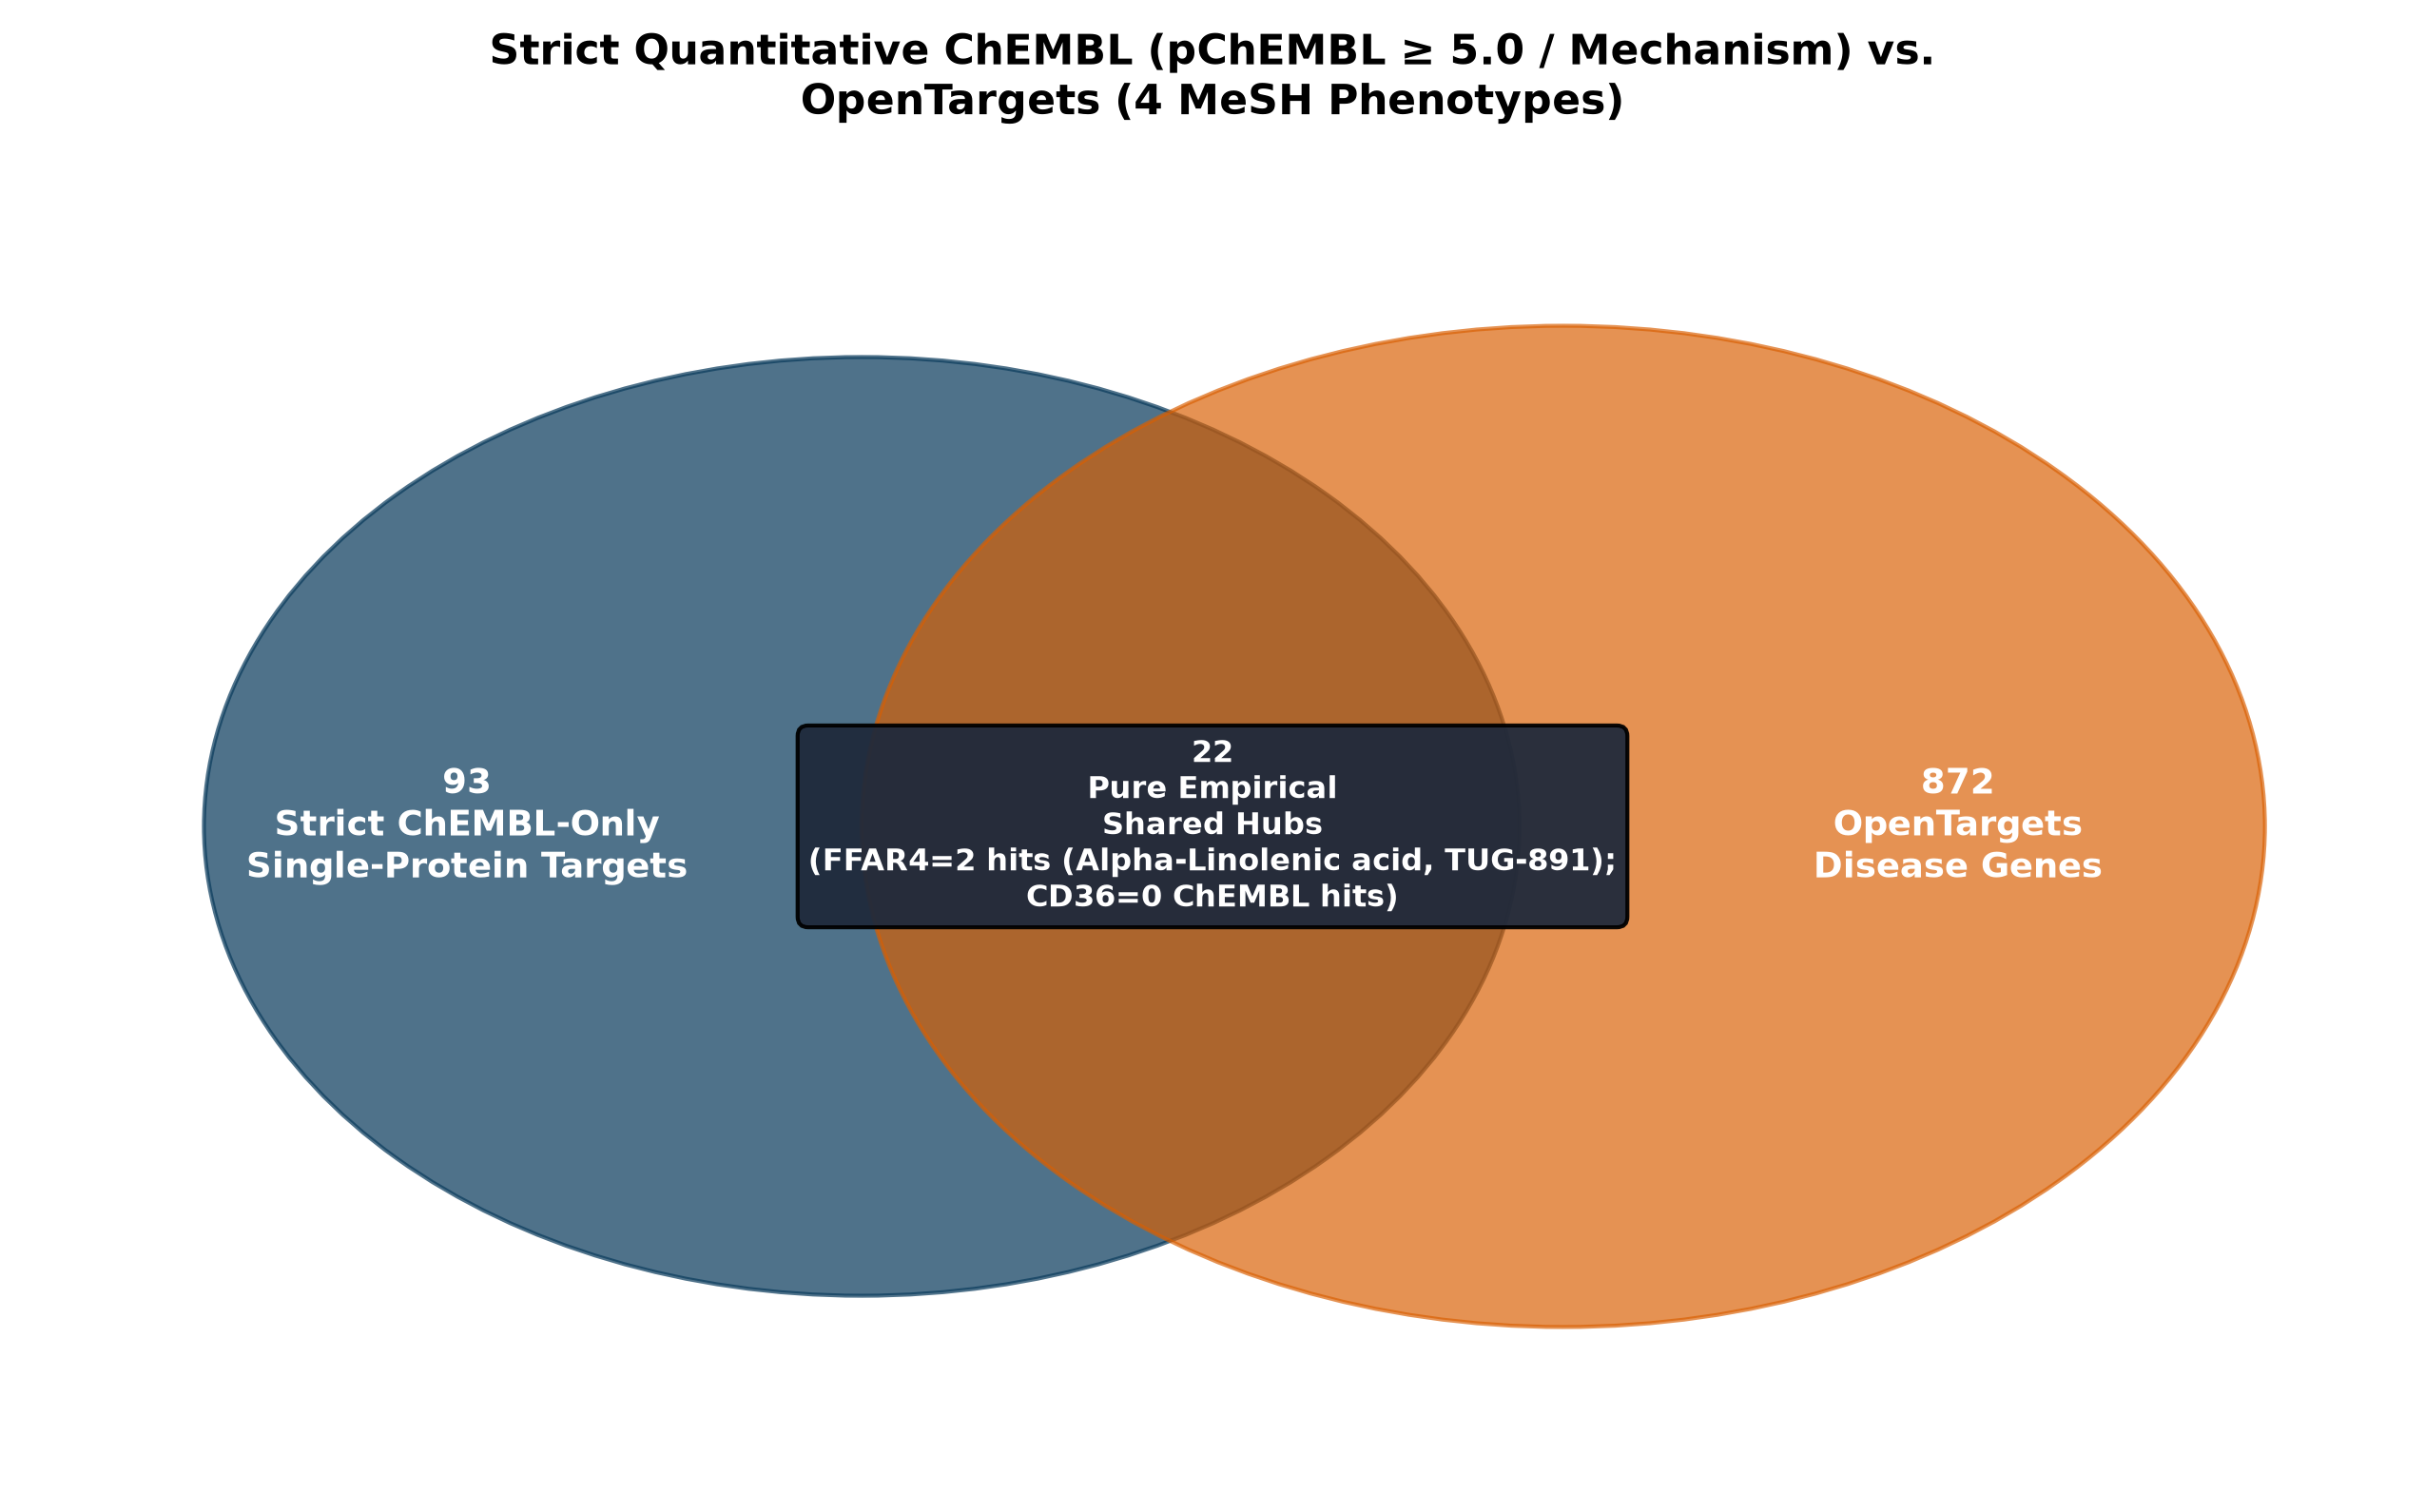 Strict Quantitative ChEMBL (pChEMBL ≥ 5.0 / Mechanism) vs.
OpenTargets (4 MeSH Phenotypes)
93
Strict ChEMBL-Only
Single-Protein Targets
22
Pure Empirical
Shared Hubs
(FFAR4=2 hits (Alpha-Linolenic acid, TUG-891);
CD36=0 ChEMBL hits)
872
OpenTargets
Disease Genes